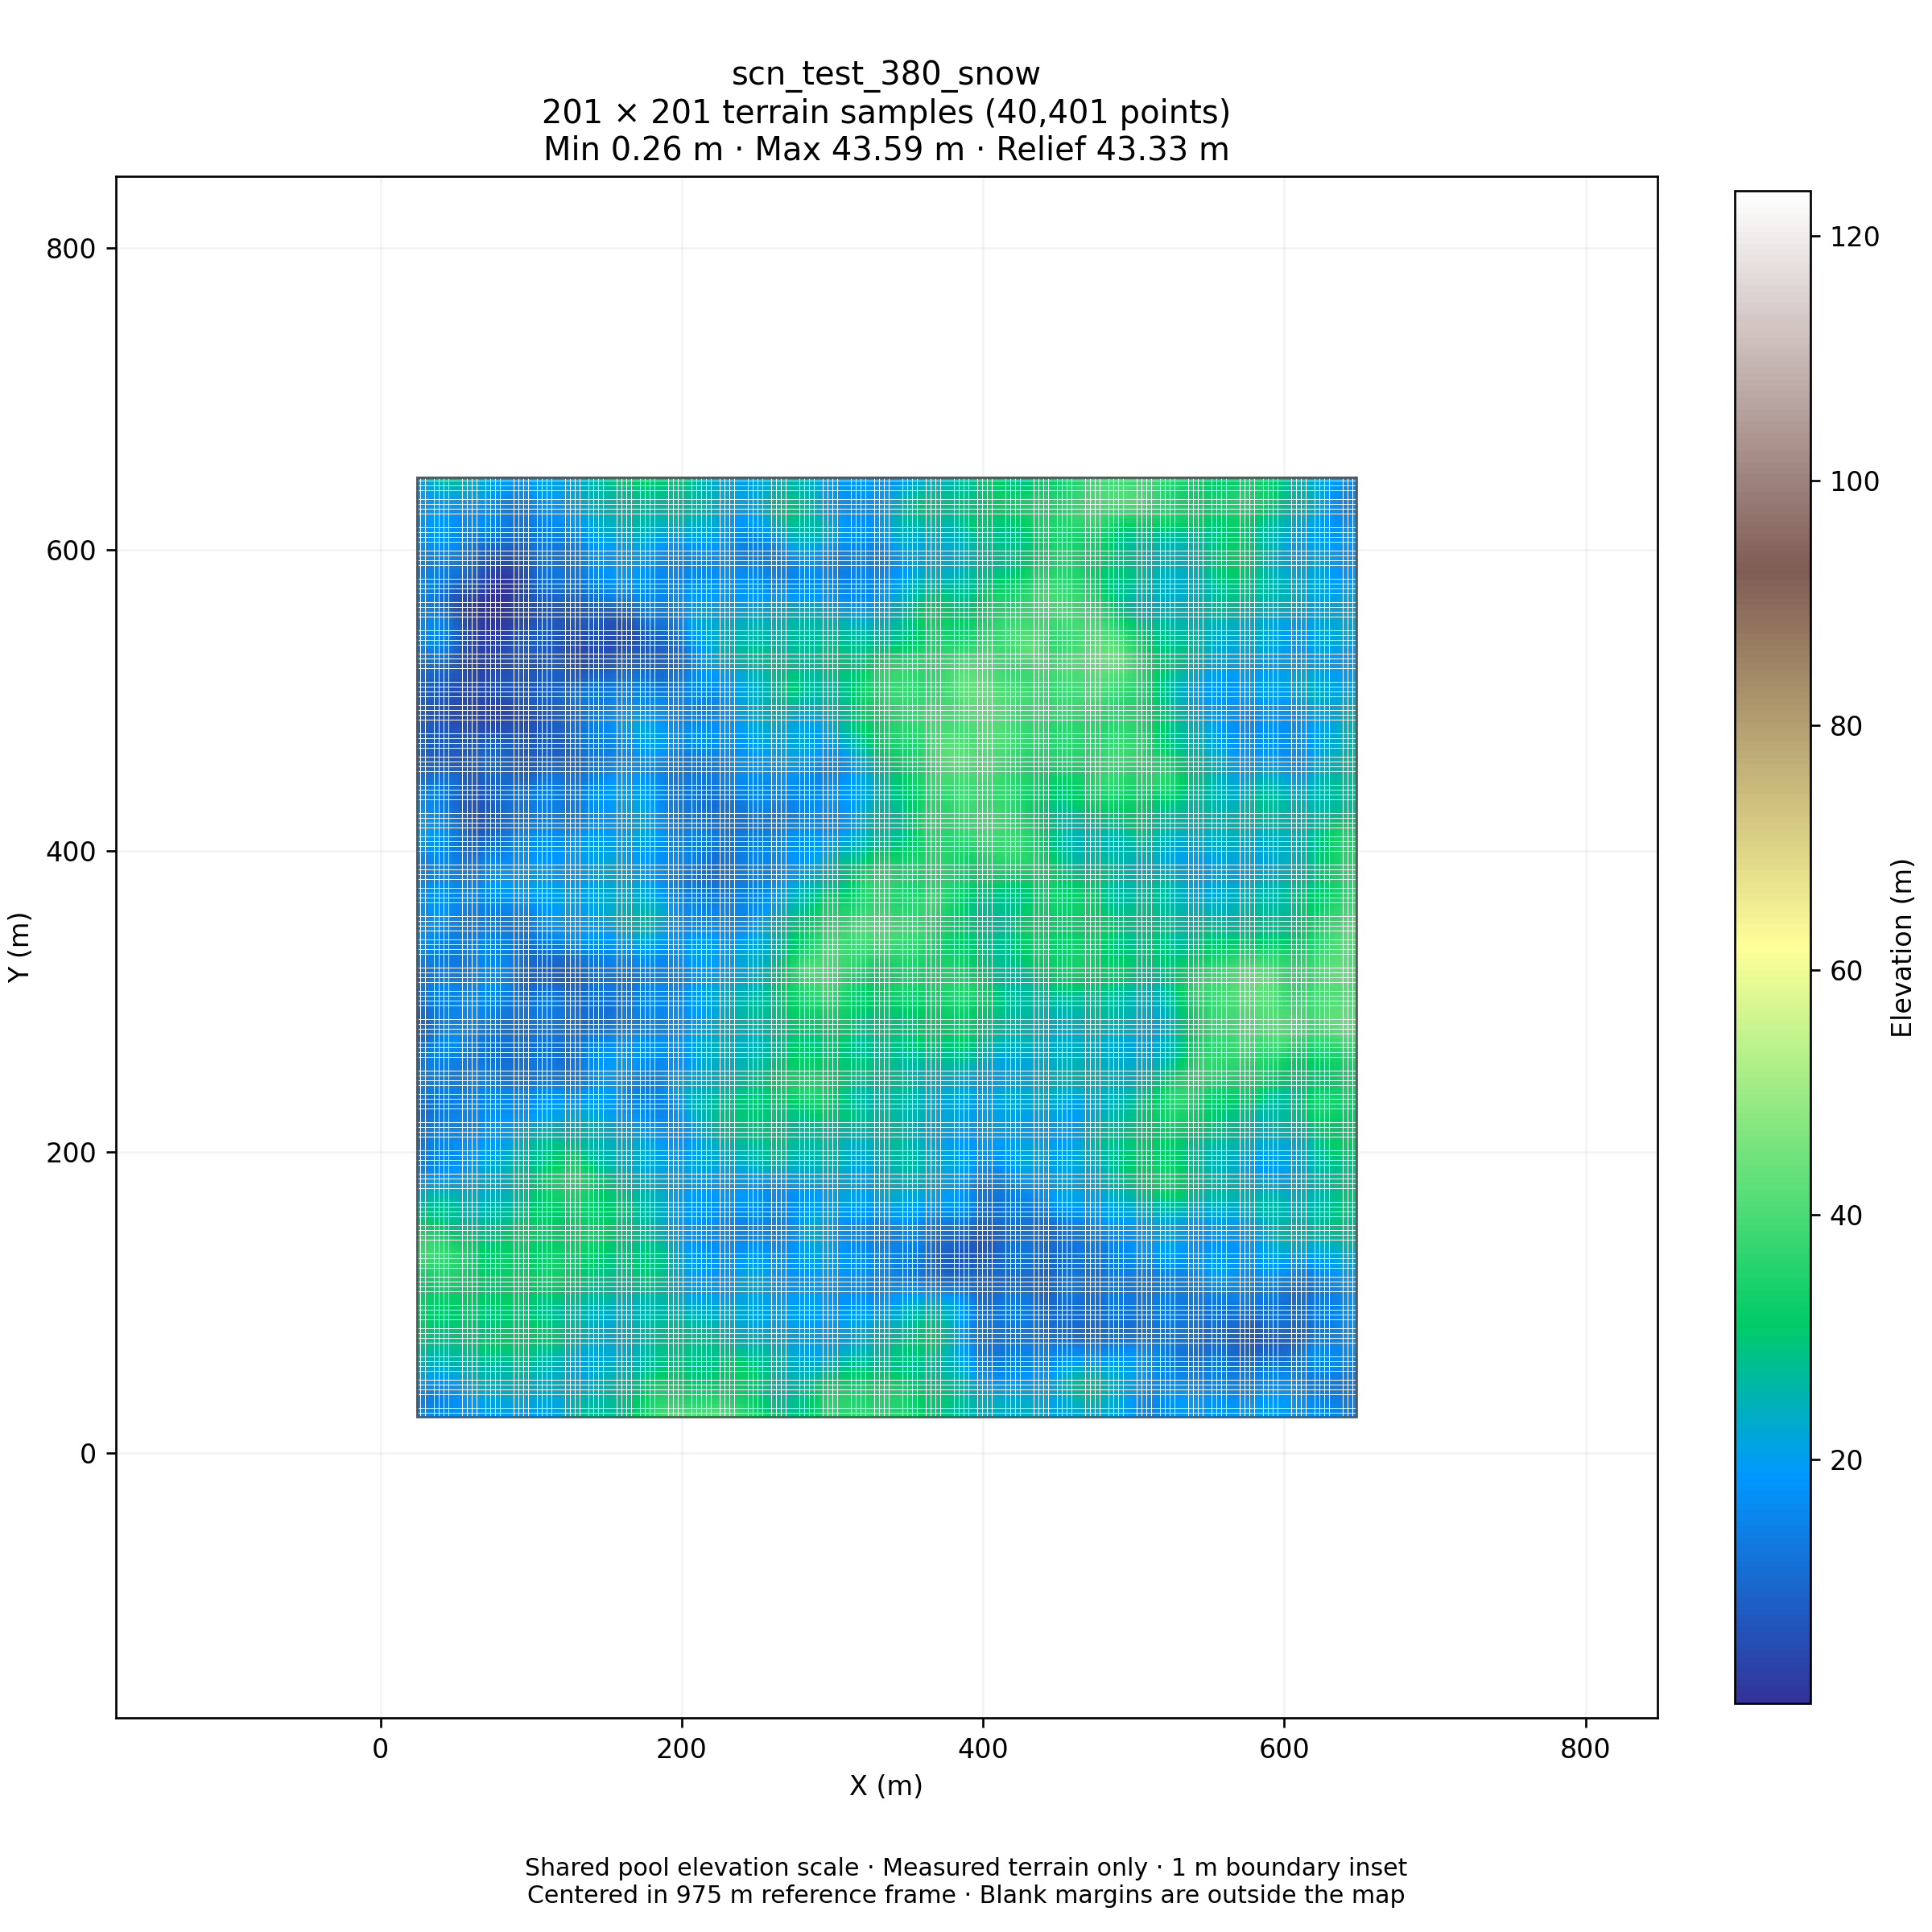 scn_test_380_snow
201 × 201 terrain samples (40,401 points)
Min 0.26 m · Max 43.59 m · Relief 43.33 m
800
600
400
200
0
Y (m)
0
200
400
600
800
X (m)
120
100
80
60
40
20
Elevation (m)
Shared pool elevation scale · Measured terrain only · 1 m boundary inset
Centered in 975 m reference frame · Blank margins are outside the map